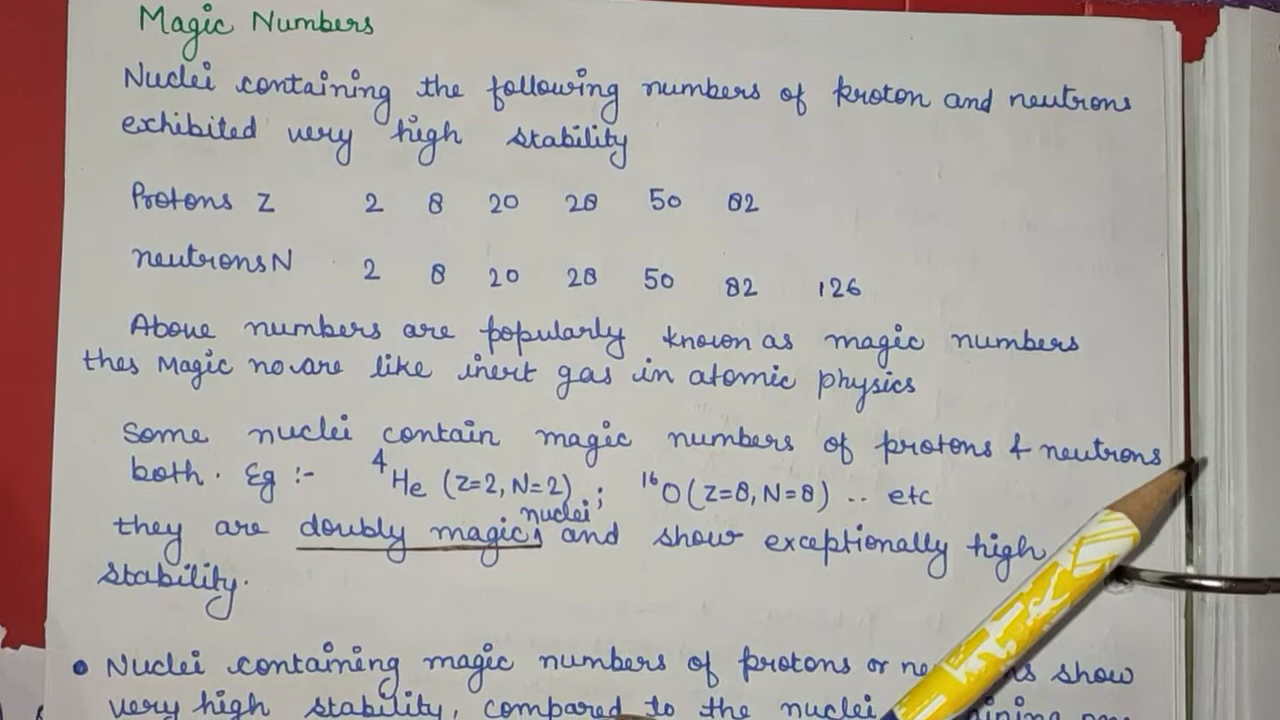 Magic Numbers
Nuclei containing the following numbers of proton and neutrons
exhibited very high stability
Protons Z 2 8 20 28 50 82
neutrons N 2 8 20 28 50 82 126
Above numbers are popularly known as magic numbers
thes Magic no. are like inert gas in atomic physics
Some nuclei contain magic numbers of protons & neutrons
both. Eg :- ⁴He (Z=2, N=2) ; ¹⁶O (Z=8, N=8) .. etc
they are doubly magic nuclei and show exceptionally high
stability.
• Nuclei containing magic numbers of protons or show
very high stability, compared to the nuclei